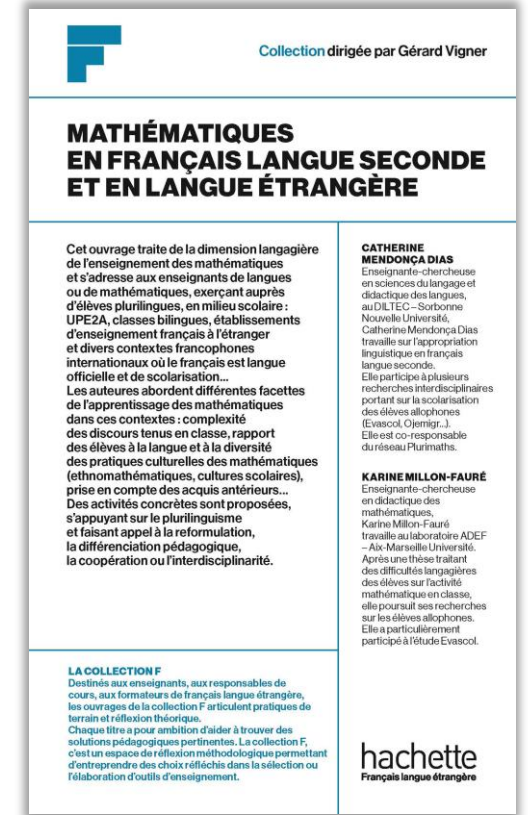 Collection dirigée par Gérard Vigner
MATHÉMATIQUES
EN FRANÇAIS LANGUE SECONDE
ET EN LANGUE ÉTRANGÈRE
Cet ouvrage traite de la dimension langagière
de l'enseignement des mathématiques
et s'adresse aux enseignants de langues
ou de mathématiques, exerçant auprès
d'élèves plurilingues, en milieu scolaire :
UPE2A, classes bilingues, établissements
d'enseignement français à l'étranger
et divers contextes francophones
internationaux où le français est langue
officielle et de scolarisation...
Les auteures abordent différentes facettes
de l'apprentissage des mathématiques
dans ces contextes : complexité
des discours tenus en classe, rapport
des élèves à la langue et à la diversité
des pratiques culturelles des mathématiques
(ethnomathématiques, cultures scolaires),
prise en compte des acquis antérieurs...
Des activités concrètes sont proposées,
s'appuyant sur le plurilinguisme
et faisant appel à la reformulation,
la différenciation pédagogique,
la coopération ou l'interdisciplinarité.
CATHERINE
MENDONÇA DIAS
Enseignante-chercheuse
en sciences du langage et
didactique des langues,
au DILTEC – Sorbonne
Nouvelle Université,
Catherine Mendonça Dias
travaille sur l'appropriation
linguistique en français
langue seconde.
Elle participe à plusieurs
recherches interdisciplinaires
portant sur la scolarisation
des élèves allophones
(Evascol, Ojemigr...).
Elle est co-responsable
du réseau Plurimaths.
KARINE MILLON-FAURÉ
Enseignante-chercheuse
en didactique des
mathématiques,
Karine Millon-Fauré
travaille au laboratoire ADEF
– Aix-Marseille Université.
Après une thèse traitant
des difficultés langagières
des élèves sur l'activité
mathématique en classe,
elle poursuit ses recherches
sur les élèves allophones.
Elle a particulièrement
participé à l'étude Evascol.
LA COLLECTION F
Destinés aux enseignants, aux responsables de
cours, aux formateurs de français langue étrangère,
les ouvrages de la collection F articulent pratiques de
terrain et réflexion théorique.
Chaque titre a pour ambition d'aider à trouver des
solutions pédagogiques pertinentes. La collection F,
c'est un espace de réflexion méthodologique permettant
d'entreprendre des choix réfléchis dans la sélection ou
l'élaboration d'outils d'enseignement.
hachette
Français langue étrangère